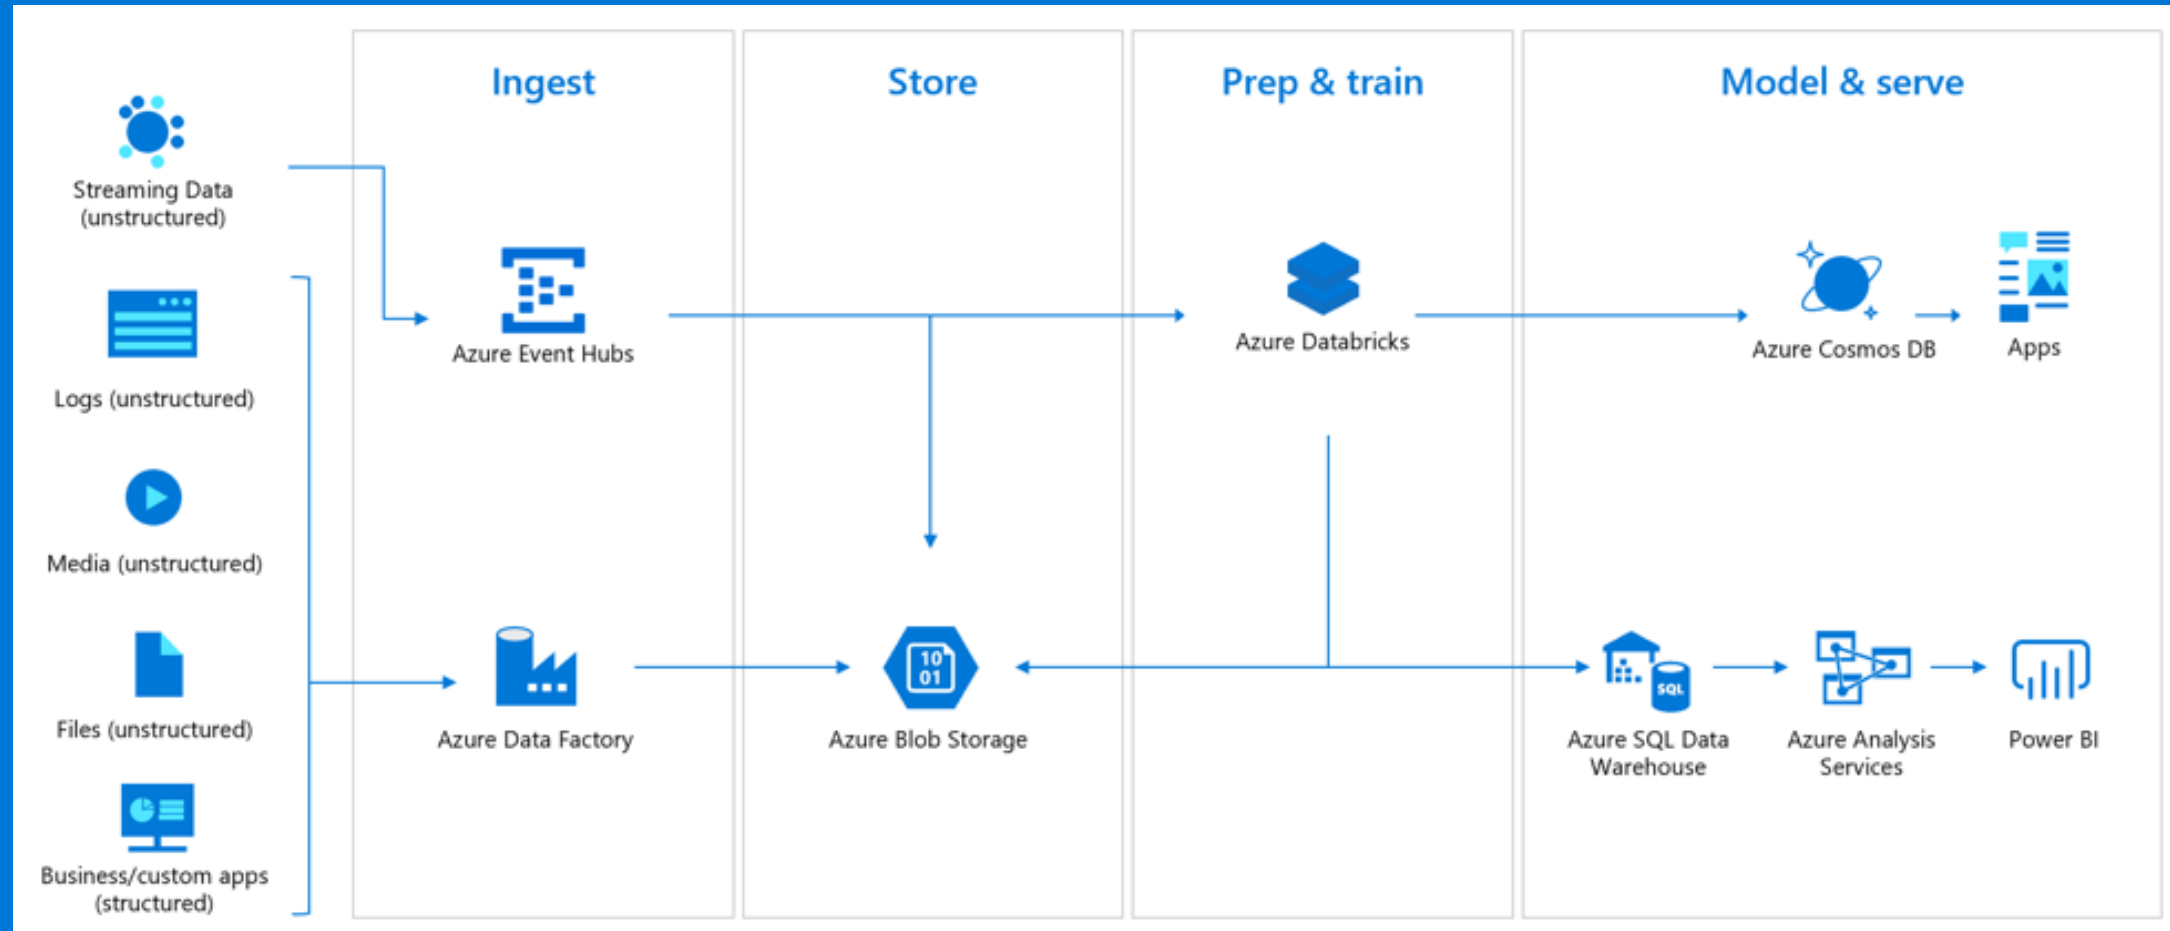 Ingest
Store
Prep & train
Model & serve
Streaming Data
(unstructured)
Logs (unstructured)
Media (unstructured)
Files (unstructured)
Business/custom apps
(structured)
Azure Event Hubs
Azure Data Factory
10
01
Azure Blob Storage
Azure Databricks
Azure Cosmos DB
Apps
SQL
Azure SQL Data
Warehouse
Azure Analysis
Services
Power BI